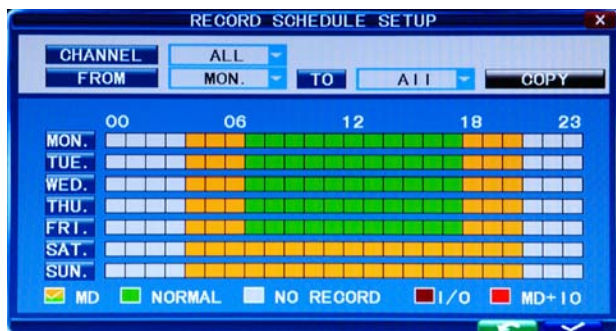 RECORD SCHEDULE SETUP X
CHANNEL ALL
FROM MON. TO All COPY
00 06 12 18 23
MON.
TUE.
WED.
THU.
FRI.
SAT.
SUN.
MD NORMAL NO RECORD I/O MD+IO